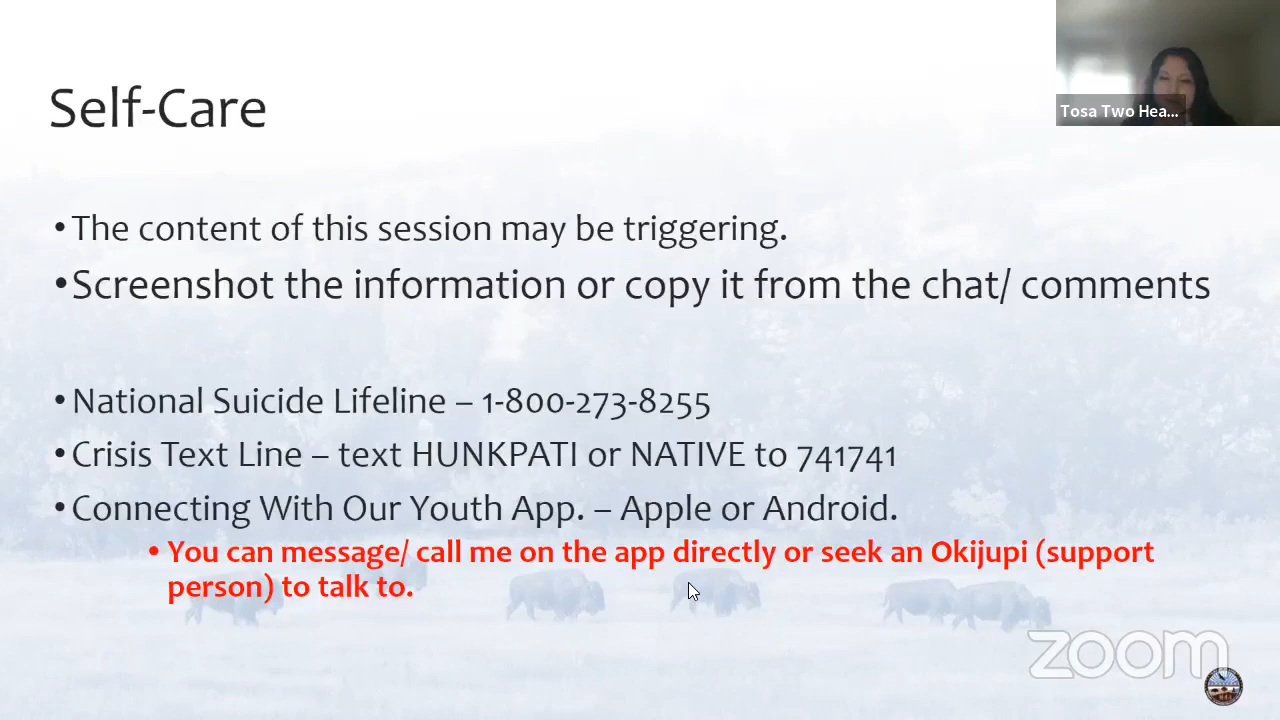 Self-Care
Tosa Two Hea...
•The content of this session may be triggering.
•Screenshot the information or copy it from the chat/ comments
•National Suicide Lifeline – 1-800-273-8255
•Crisis Text Line – text HUNKPATI or NATIVE to 741741
•Connecting With Our Youth App. – Apple or Android.
•You can message/ call me on the app directly or seek an Okijupi (support
person) to talk to.
zoom